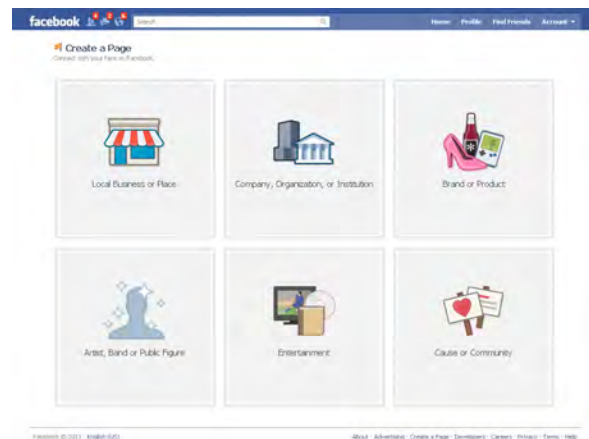 facebook Search Home Profile Find Friends Account
Create a Page
Connect with your fans on Facebook.
Local Business or Place Company, Organization, or Institution Brand or Product
Artist, Band or Public Figure Entertainment Cause or Community
Facebook © 2011 English (US) About · Advertising · Create a Page · Developers · Careers · Privacy · Terms · Help